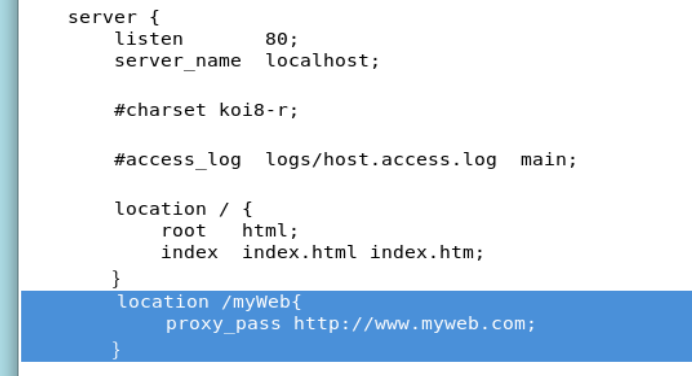 server {
listen 80;
server_name localhost;
#charset koi8-r;
#access_log logs/host.access.log main;
location / {
root html;
index index.html index.htm;
}
location /myWeb{
proxy_pass http://www.myweb.com;
}